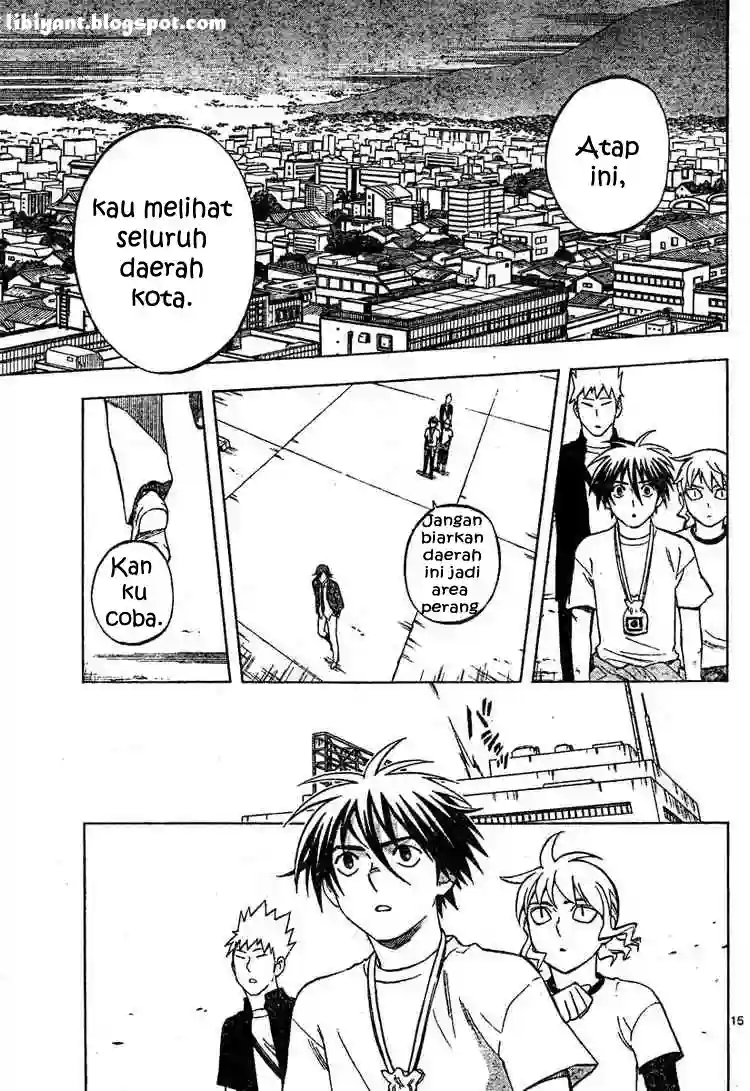 libiyant.blogspot.com
Atap
ini,
kau melihat
seluruh
daerah
kota.
Jangan
biarkan
daerah
ini jadi
area
perang
Kan
ku
coba.
15